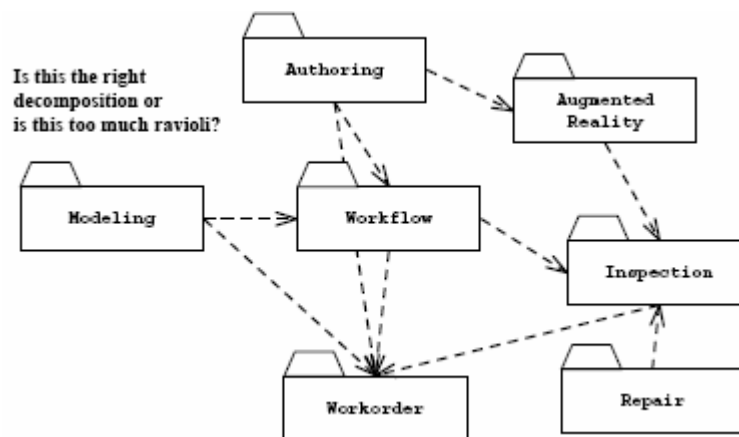 Is this the right
decomposition or
is this too much ravioli?
Authoring
Augmented
Reality
Modeling
Workflow
Inspection
Workorder
Repair